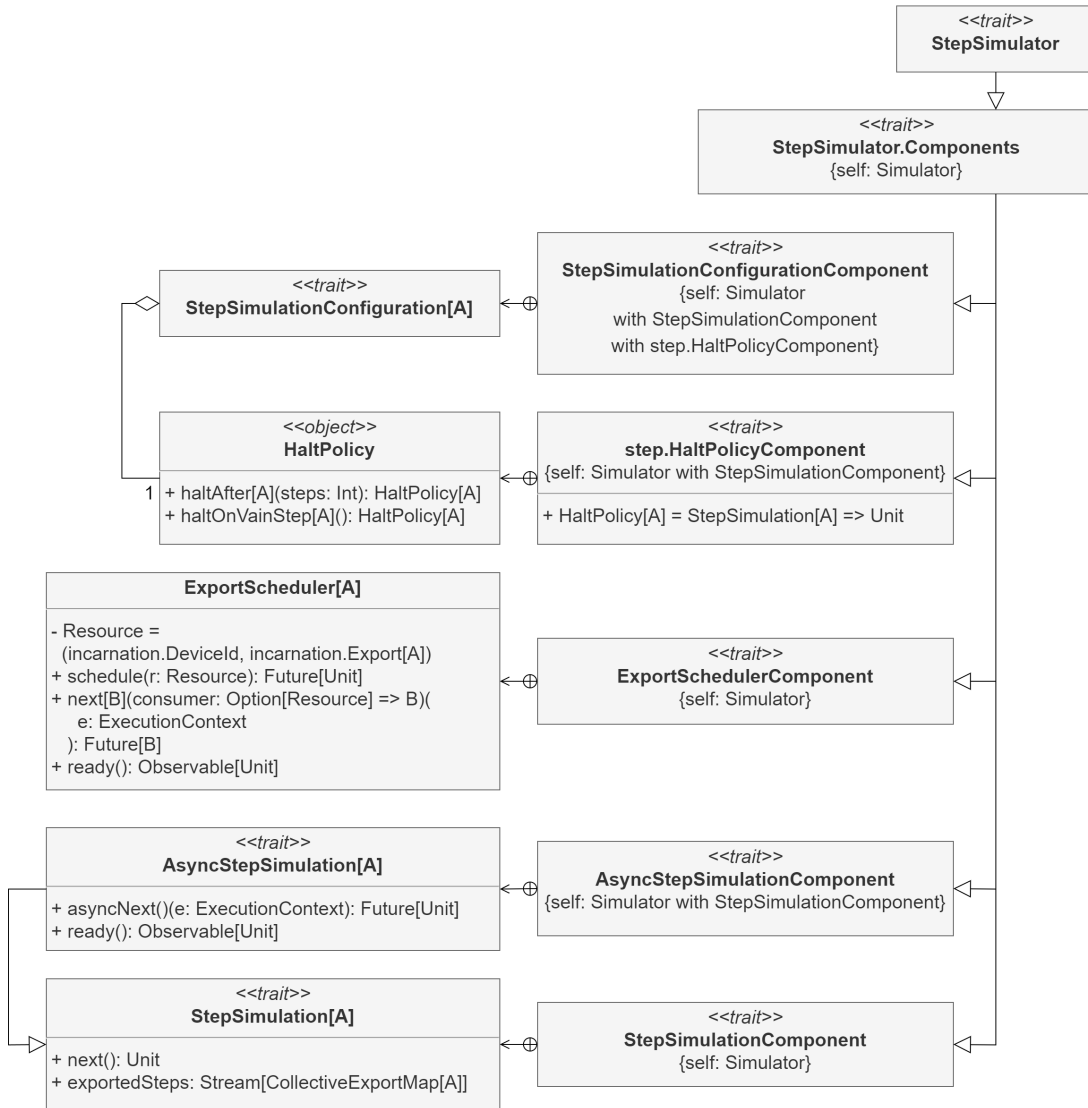 <<trait>>
StepSimulator
<<trait>>
StepSimulator.Components
{self: Simulator}
<<trait>>
StepSimulationConfigurationComponent
{self: Simulator
with StepSimulationComponent
with step.HaltPolicyComponent}
<<trait>>
StepSimulationConfiguration[A]
<<object>>
HaltPolicy
1
+ haltAfter[A](steps: Int): HaltPolicy[A]
+ haltOnVainStep[A](): HaltPolicy[A]
<<trait>>
step.HaltPolicyComponent
{self: Simulator with StepSimulationComponent}
+ HaltPolicy[A] = StepSimulation[A] => Unit
ExportScheduler[A]
- Resource =
(incarnation.DeviceId, incarnation.Export[A])
+ schedule(r: Resource): Future[Unit]
+ next[B](consumer: Option[Resource] => B)(
e: ExecutionContext
): Future[B]
+ ready(): Observable[Unit]
<<trait>>
ExportSchedulerComponent
{self: Simulator}
<<trait>>
AsyncStepSimulation[A]
+ asyncNext()(e: ExecutionContext): Future[Unit]
+ ready(): Observable[Unit]
<<trait>>
AsyncStepSimulationComponent
{self: Simulator with StepSimulationComponent}
<<trait>>
StepSimulation[A]
+ next(): Unit
+ exportedSteps: Stream[CollectiveExportMap[A]]
<<trait>>
StepSimulationComponent
{self: Simulator}